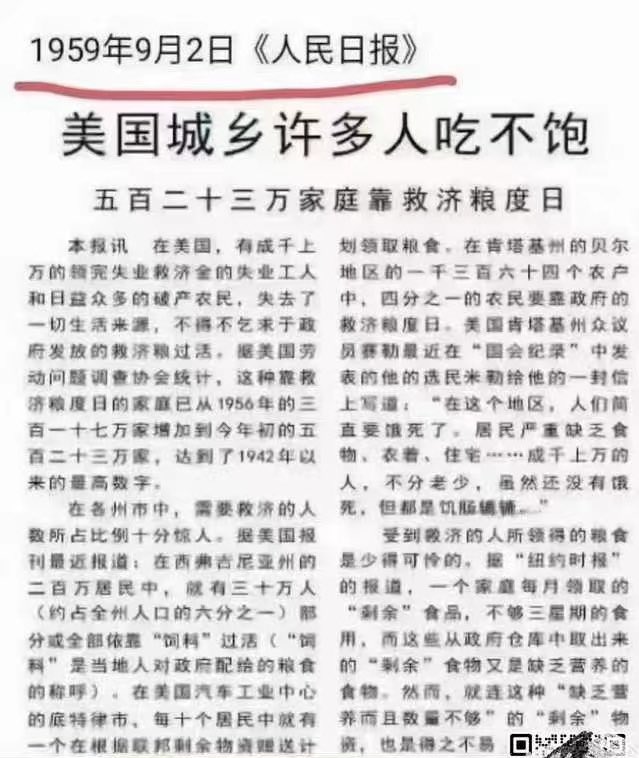 1959年9月2日《人民日报》
美国城乡许多人吃不饱
五百二十三万家庭靠救济粮度日
本报讯　在美国，有成千上
万的领完失业救济金的失业工人
和日益众多的破产农民，失去了
一切生活来源，不得不乞求于政
府发放的救济粮过活。据美国劳
动问题调查协会统计，这种靠救
济粮度日的家庭已从1956年的三
百一十七万家增加到今年初的五
百二十三万家，达到了1942年以
来的最高数字。
在各州市中，需要救济的人
数所占比例十分惊人。据美国报
刊最近报道：在西弗吉尼亚州的
二百万居民中，就有三十万人
（约占全州人口的六分之一）部
分或全部依靠“饲料”过活（“饲
料”是当地人对政府配给的粮食
的称呼）。在美国汽车工业中心
的底特律市，每十个居民中就有
一个在根据联邦剩余物资赠送计
划领取粮食。在肯塔基州的贝尔
地区的一千三百六十四个农户
中，四分之一的农民要靠政府的
救济粮度日。美国肯塔基州众议
员赛勒最近在“国会纪录”中发
表的他的选民米勒给他的一封信
上写道：“在这个地区，人们简
直要饿死了。居民严重缺乏食
物、衣着、住宅……成千上万的
人，不分老少，虽然还没有饿
死，但都是饥肠辘辘。”
受到救济的人所领得的粮食
是少得可怜的。据“纽约时报”
的报道，一个家庭每月领取的
“剩余”食品，不够三星期的食
用，而这些从政府仓库中取出来
的“剩余”食物又是缺乏营养的
食物。然而，就连这种“缺乏营
养而且数量不够”的“剩余”物
资，也是得之不易